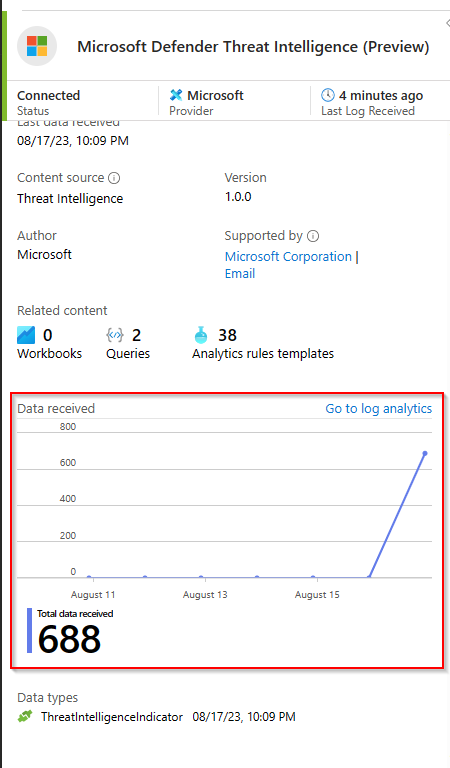 Microsoft Defender Threat Intelligence (Preview)
Connected
Status
Microsoft
Provider
4 minutes ago
Last Log Received
Last data received
08/17/23, 10:09 PM
Content source
Threat Intelligence
Version
1.0.0
Author
Microsoft
Supported by
Microsoft Corporation |
Email
Related content
0
Workbooks
2
Queries
38
Analytics rules templates
Data received
Go to log analytics
800
600
400
200
0
August 11
August 13
August 15
Total data received
688
Data types
ThreatIntelligenceIndicator 08/17/23, 10:09 PM